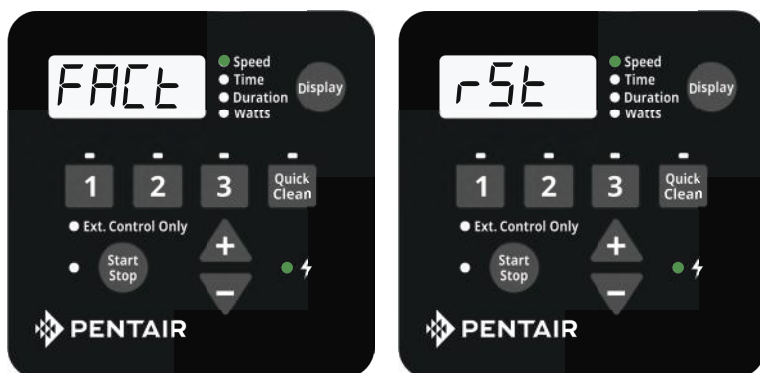 FACt
Speed
Time
Duration
Watts
Display
1 2 3 Quick Clean
Ext. Control Only
Start Stop
+
−
PENTAIR
rSt
Speed
Time
Duration
Watts
Display
1 2 3 Quick Clean
Ext. Control Only
Start Stop
+
−
PENTAIR